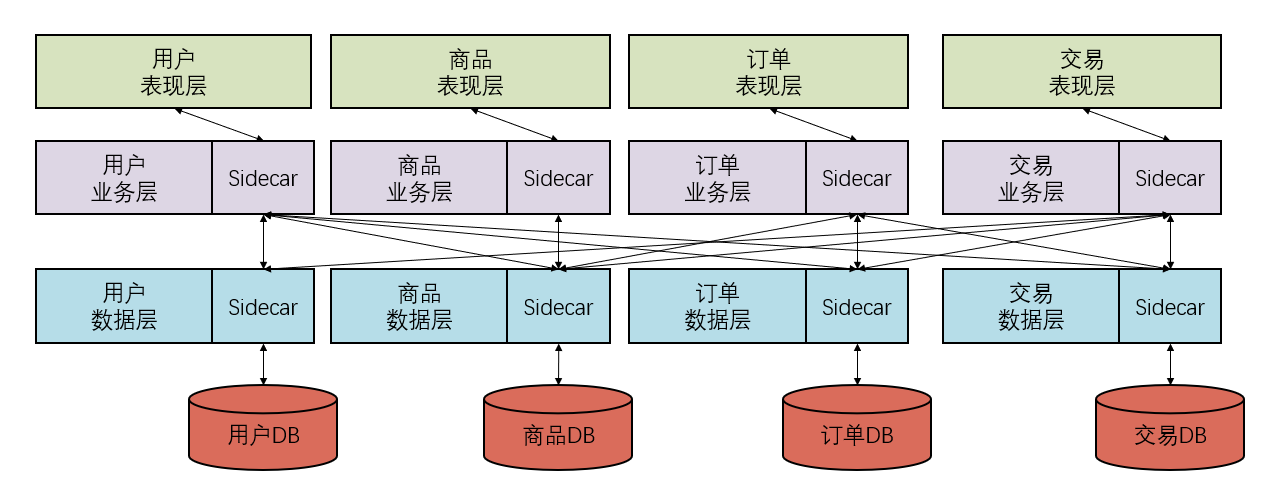 用户
表现层
商品
表现层
订单
表现层
交易
表现层
用户
业务层
Sidecar
商品
业务层
Sidecar
订单
业务层
Sidecar
交易
业务层
Sidecar
用户
数据层
Sidecar
商品
数据层
Sidecar
订单
数据层
Sidecar
交易
数据层
Sidecar
用户DB
商品DB
订单DB
交易DB